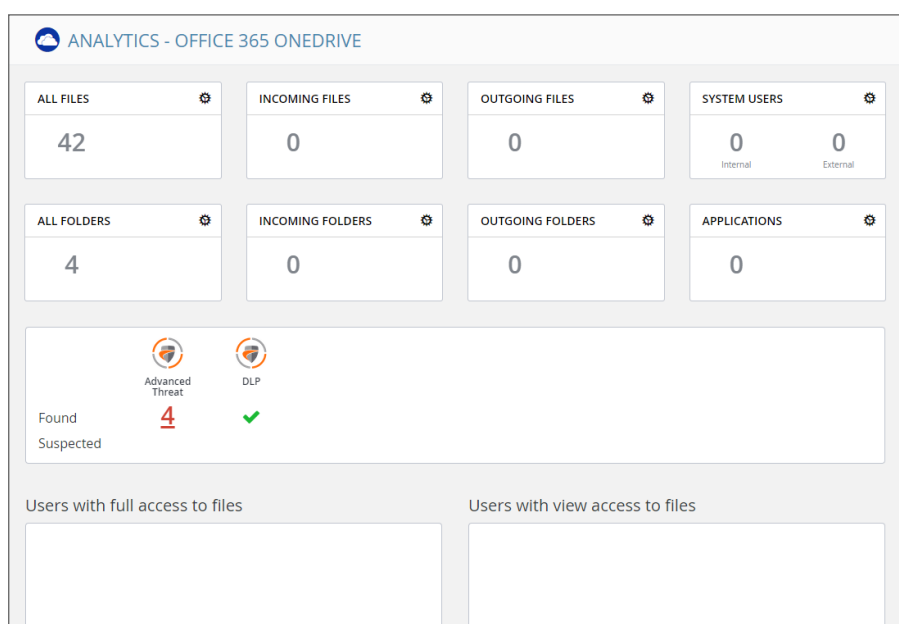 ANALYTICS - OFFICE 365 ONEDRIVE
ALL FILES
42
INCOMING FILES
0
OUTGOING FILES
0
SYSTEM USERS
0 0
Internal External
ALL FOLDERS
4
INCOMING FOLDERS
0
OUTGOING FOLDERS
0
APPLICATIONS
0
Advanced
Threat
DLP
Found 4
Suspected
Users with full access to files
Users with view access to files